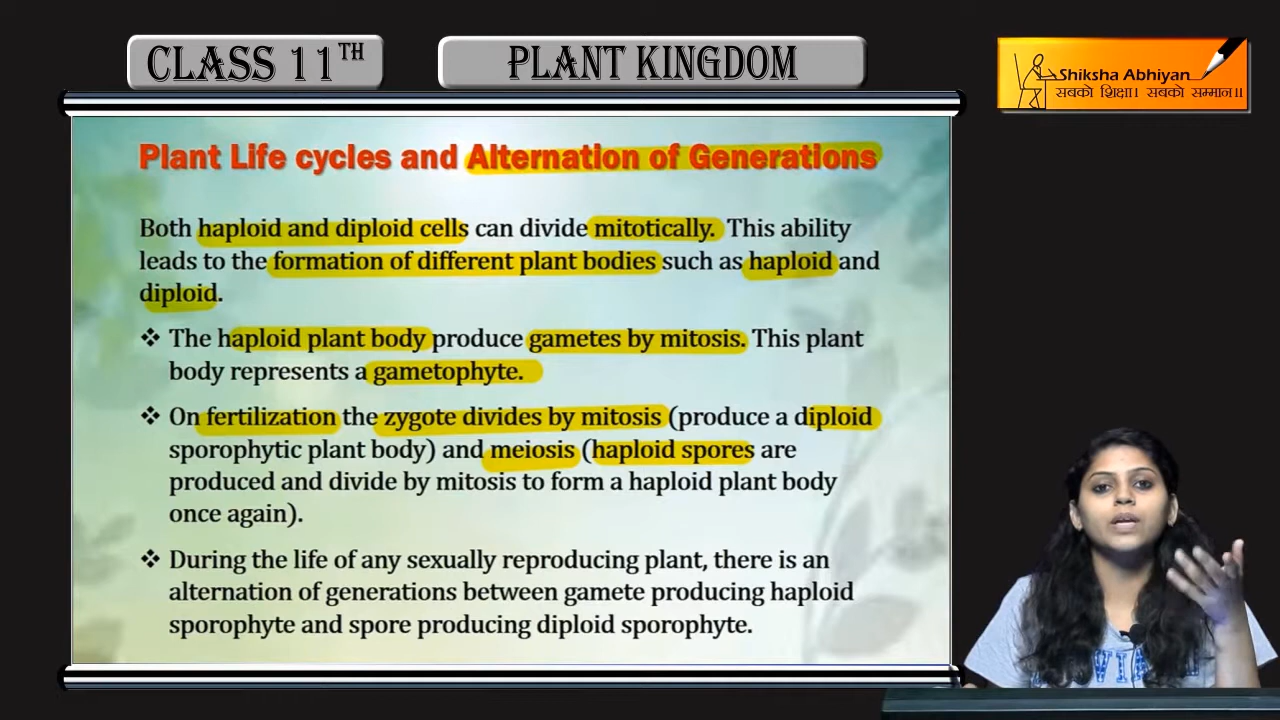 CLASS 11TH
PLANT KINGDOM
Shiksha Abhiyan
सबको शिक्षा। सबको सम्मान॥
Plant Life cycles and Alternation of Generations
Both haploid and diploid cells can divide mitotically. This ability
leads to the formation of different plant bodies such as haploid and
diploid.
❖ The haploid plant body produce gametes by mitosis. This plant
body represents a gametophyte.
❖ On fertilization the zygote divides by mitosis (produce a diploid
sporophytic plant body) and meiosis (haploid spores are
produced and divide by mitosis to form a haploid plant body
once again).
❖ During the life of any sexually reproducing plant, there is an
alternation of generations between gamete producing haploid
sporophyte and spore producing diploid sporophyte.